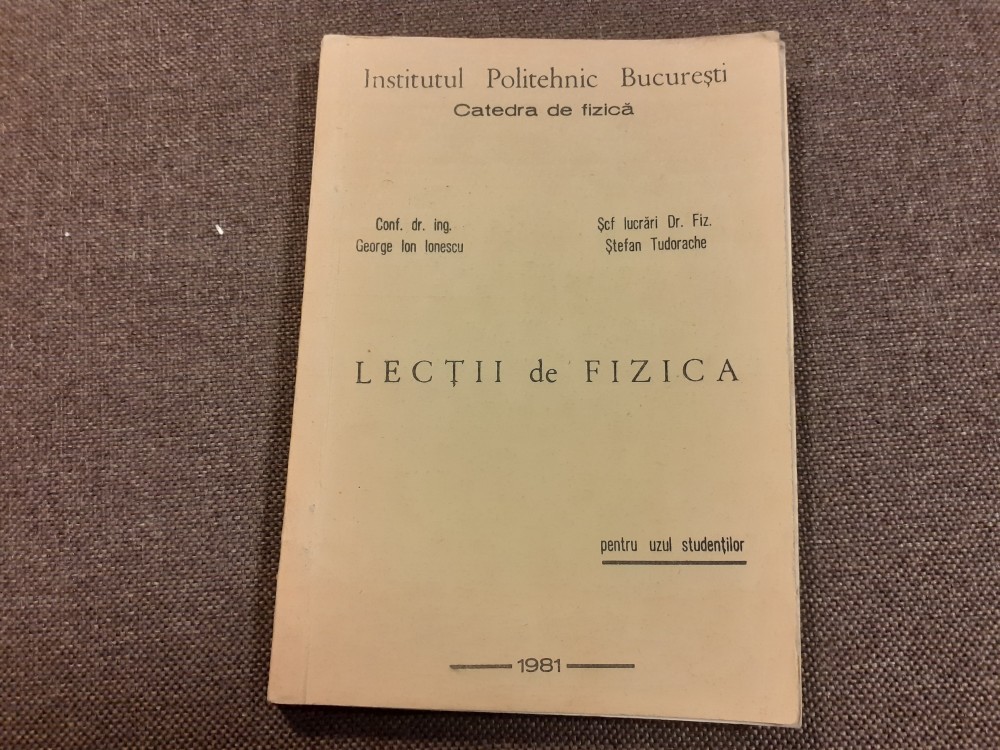 Institutul Politehnic București
Catedra de fizică
Conf. dr. ing.
George Ion Ionescu
Șcf lucrări Dr. Fiz.
Ștefan Tudorache
LECȚII de FIZICA
pentru uzul studenților
1981